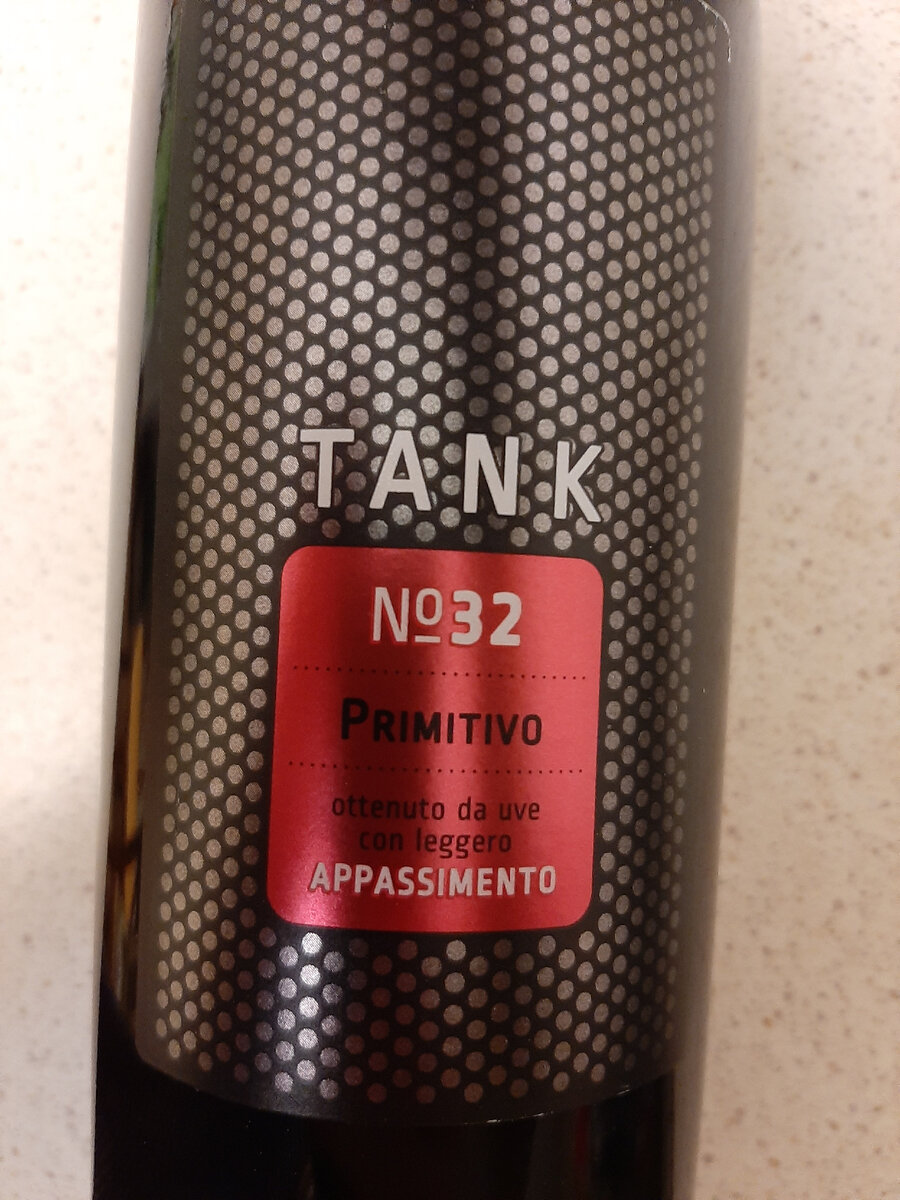 TANK
Nº32
PRIMITIVO
ottenuto da uve
con leggero
APPASSIMENTO